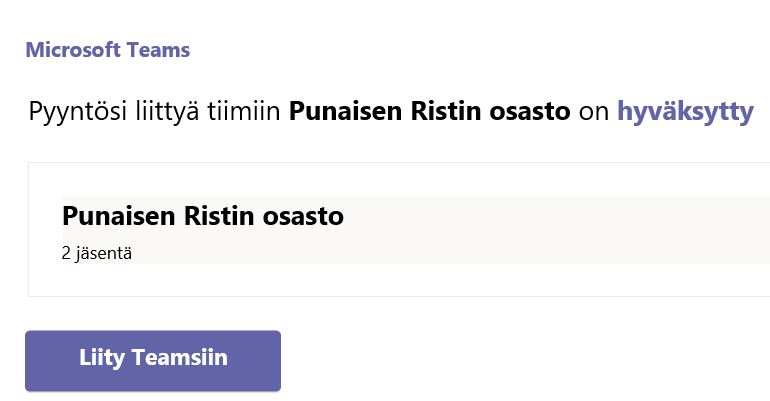 Microsoft Teams
Pyyntösi liittyä tiimiin Punaisen Ristin osasto on hyväksytty
Punaisen Ristin osasto
2 jäsentä
Liity Teamsiin